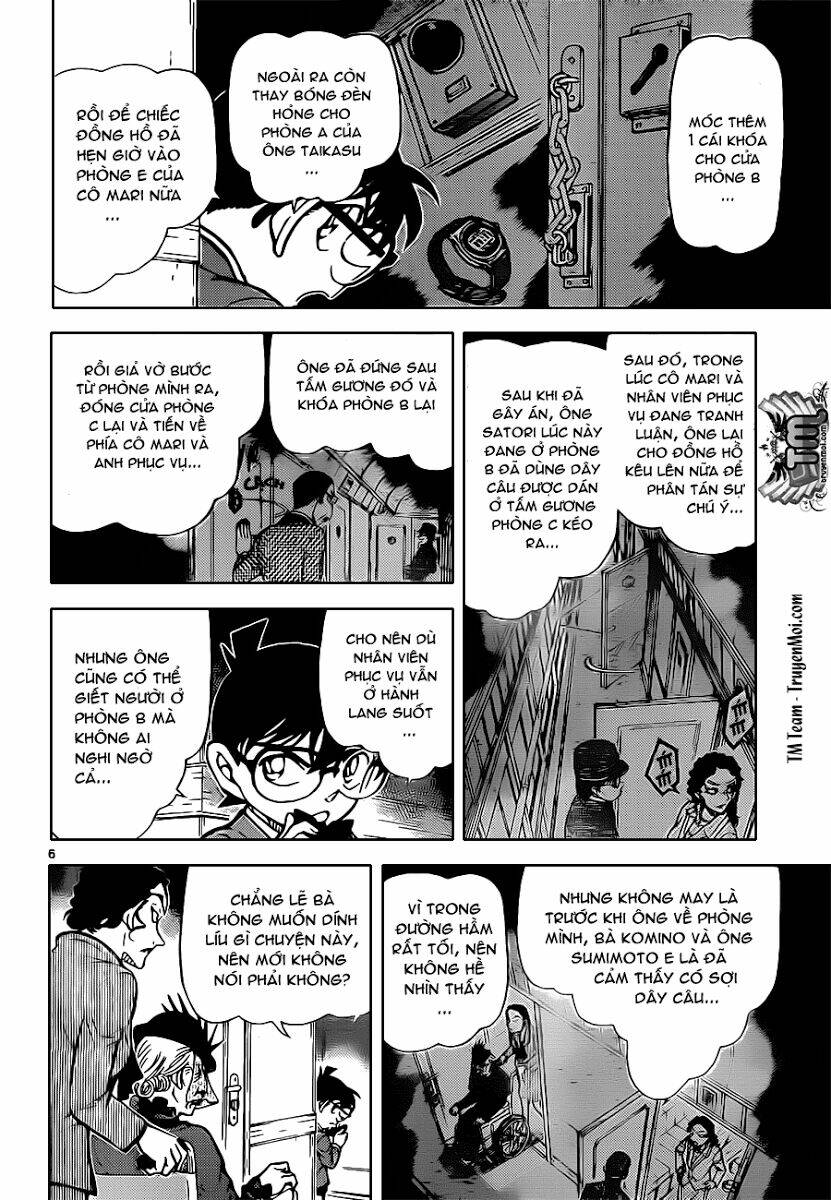 MÓC THÊM
1 CÁI KHÓA
CHO CỬA
PHÒNG B
...
NGOÀI RA CÒN
THAY BÓNG ĐÈN
HỎNG CHO
PHÒNG A CỦA
ÔNG TAIKASU
...
RỒI ĐỂ CHIẾC
ĐỒNG HỒ ĐÃ
HẸN GIỜ VÀO
PHÒNG E CỦA
CÔ MARI NỮA
...
SAU ĐÓ, TRONG
LÚC CÔ MARI VÀ
NHÂN VIÊN PHỤC
VỤ ĐANG TRANH
LUẬN, ÔNG LẠI
CHO ĐỒNG HỒ
KÊU LÊN NỮA ĐỂ
PHÂN TÁN SỰ
CHÚ Ý...
SAU KHI ĐÃ
GÂY ÁN, ÔNG
SATORI LÚC NÀY
ĐANG Ở PHÒNG
B ĐÃ DÙNG DÂY
CÂU ĐƯỢC DÁN
Ở TẤM GƯƠNG
PHÒNG C KÉO
RA...
ÔNG ĐÃ ĐỨNG SAU
TẤM GƯƠNG ĐÓ VÀ
KHÓA PHÒNG B LẠI
RỒI GIẢ VỜ BƯỚC
TỪ PHÒNG MÌNH RA,
ĐÓNG CỬA PHÒNG
C LẠI VÀ TIẾN VỀ
PHÍA CÔ MARI VÀ
ANH PHỤC VỤ...
CẠCH
CHO NÊN DÙ
NHÂN VIÊN
PHỤC VỤ VẪN
Ở HÀNH
LANG SUỐT
...
NHƯNG ÔNG
CŨNG CÓ THỂ
GIẾT NGƯỜI Ở
PHÒNG B MÀ
KHÔNG AI
NGHI NGỜ
CẢ...
6
NHƯNG KHÔNG MAY LÀ
TRƯỚC KHI ÔNG VỀ PHÒNG
MÌNH, BÀ KOMINO VÀ ÔNG
SUMIMOTO E LÀ ĐÃ
CẢM THẤY CÓ SỢI
DÂY CÂU...
VÌ TRONG
ĐƯỜNG HẦM
RẤT TỐI, NÊN
KHÔNG HỀ
NHÌN THẤY
...
CHẲNG LẼ BÀ
KHÔNG MUỐN DÍNH
LÍU GÌ CHUYỆN NÀY,
NÊN MỚI KHÔNG
NÓI PHẢI KHÔNG?
TM
truyenmoi.com
TM Team - TruyenMoi.com